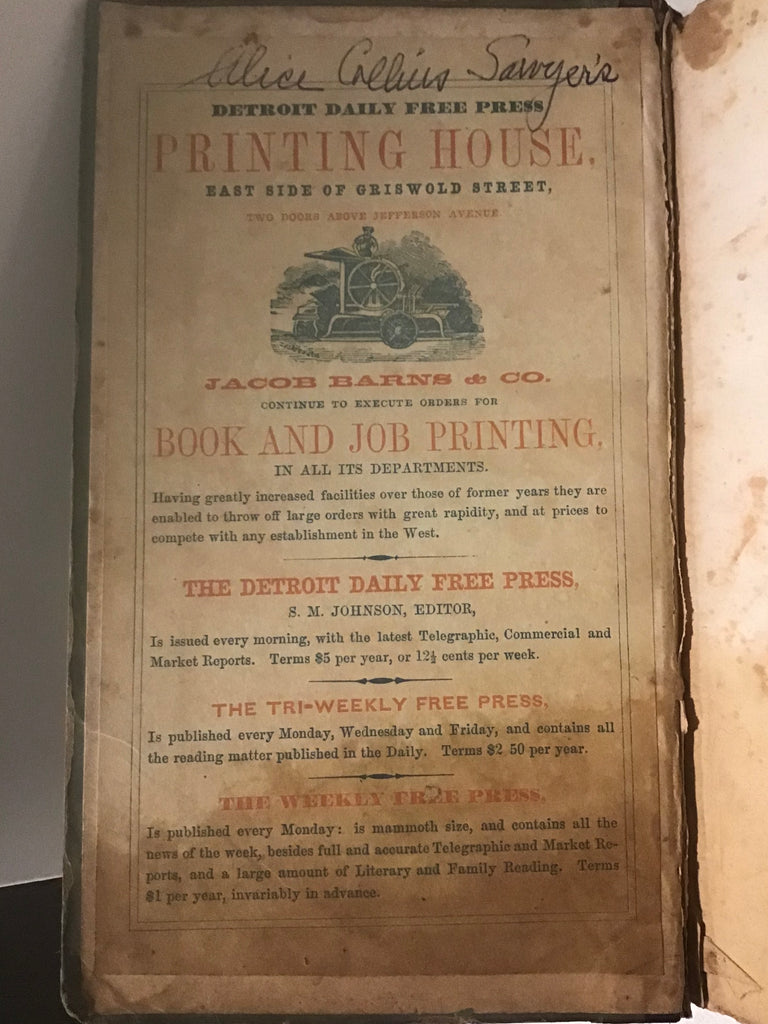 Alice Collins Sawyer's
DETROIT DAILY FREE PRESS
PRINTING HOUSE,
EAST SIDE OF GRISWOLD STREET,
TWO DOORS ABOVE JEFFERSON AVENUE.
JACOB BARNS & CO.
CONTINUE TO EXECUTE ORDERS FOR
BOOK AND JOB PRINTING,
IN ALL ITS DEPARTMENTS.
Having greatly increased facilities over those of former years they are
enabled to throw off large orders with great rapidity, and at prices to
compete with any establishment in the West.
THE DETROIT DAILY FREE PRESS,
S. M. JOHNSON, EDITOR,
Is issued every morning, with the latest Telegraphic, Commercial and
Market Reports. Terms $5 per year, or 12½ cents per week.
THE TRI-WEEKLY FREE PRESS,
Is published every Monday, Wednesday and Friday, and contains all
the reading matter published in the Daily. Terms $2 50 per year.
THE WEEKLY FREE PRESS,
Is published every Monday: is mammoth size, and contains all the
news of the week, besides full and accurate Telegraphic and Market Re-
ports, and a large amount of Literary and Family Reading. Terms
$1 per year, invariably in advance.